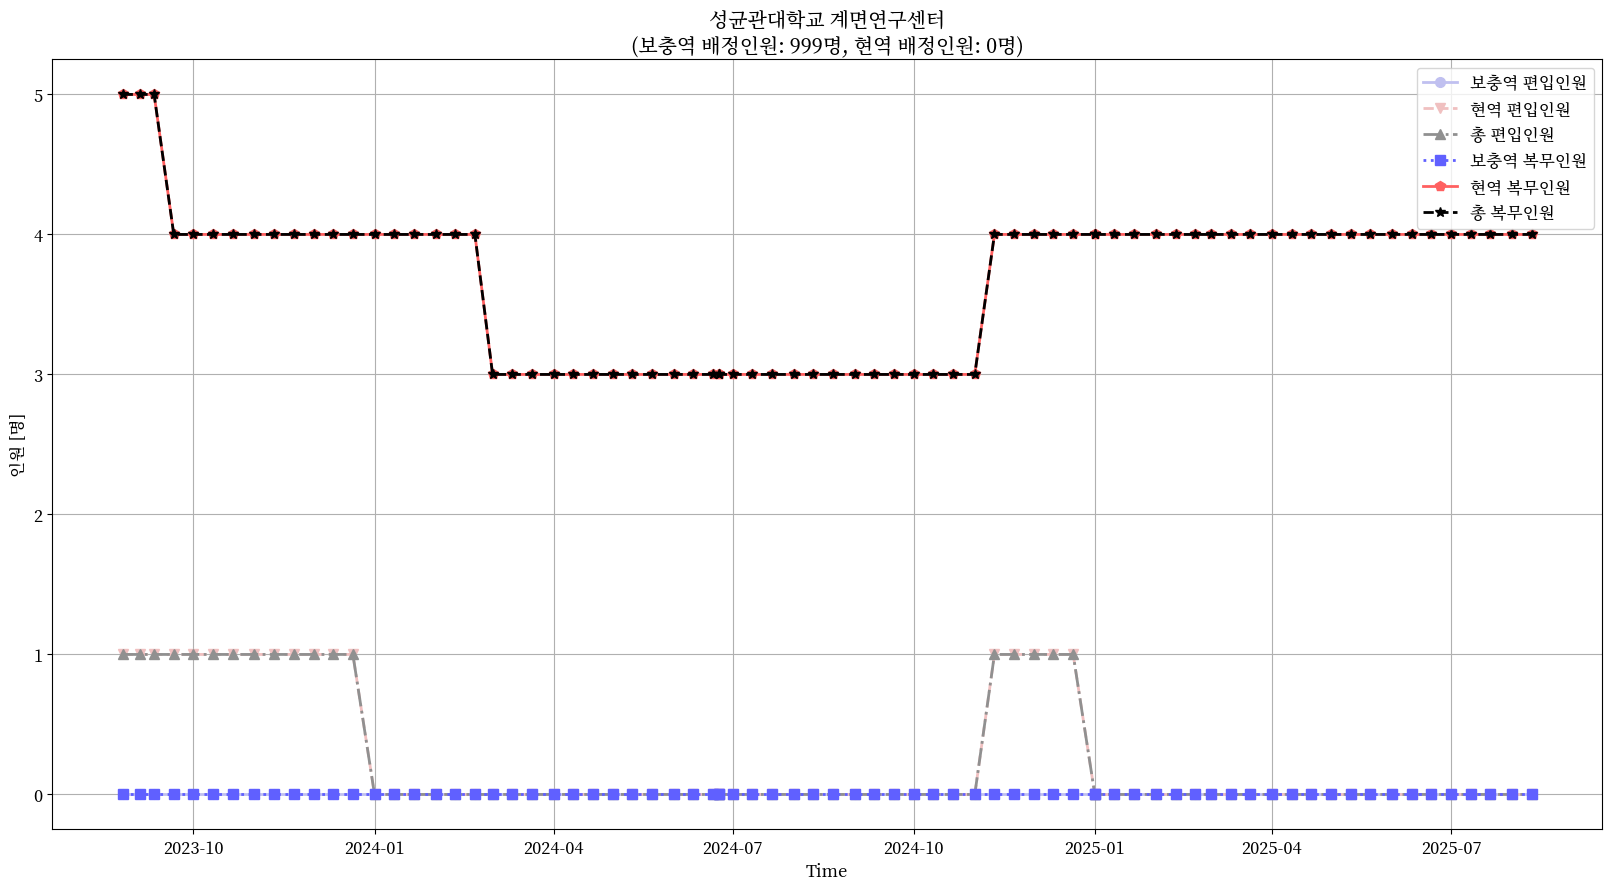 성균관대학교 계면연구센터
(보충역 배정인원: 999명, 현역 배정인원: 0명)
보충역 편입인원
현역 편입인원
총 편입인원
보충역 복무인원
현역 복무인원
총 복무인원
인원 [명]
5
4
3
2
1
0
2023-10
2024-01
2024-04
2024-07
2024-10
2025-01
2025-04
2025-07
Time